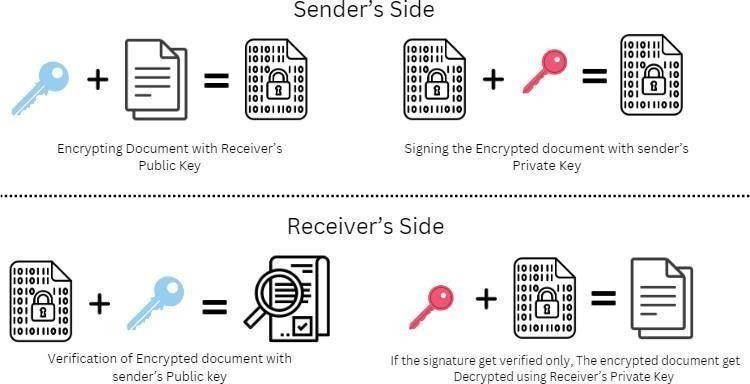 Sender's Side
Encrypting Document with Receiver's
Public Key
Signing the Encrypted document with sender's
Private Key
Receiver's Side
Verification of Encrypted document with
sender's Public key
If the signature get verified only, The encrypted document get
Decrypted using Receiver's Private Key